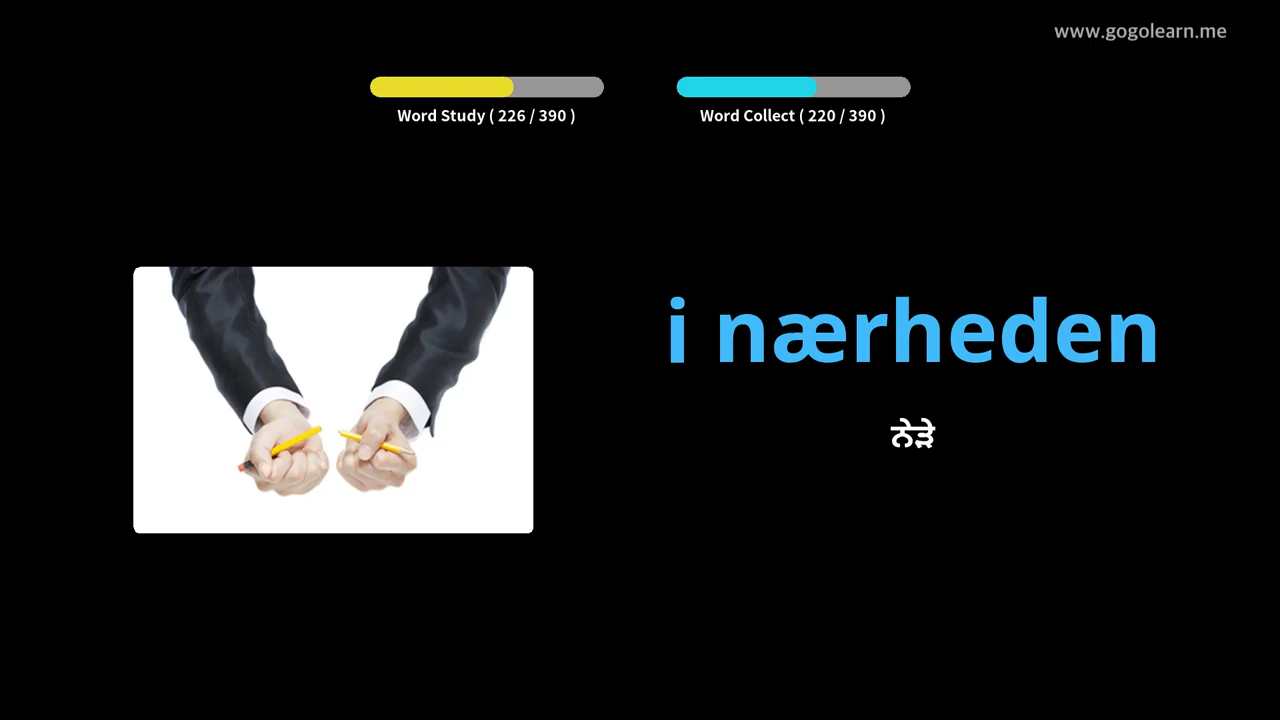 www.gogolearn.me
Word Study ( 226 / 390 )
Word Collect ( 220 / 390 )
i nærheden
ਨੇੜੇ